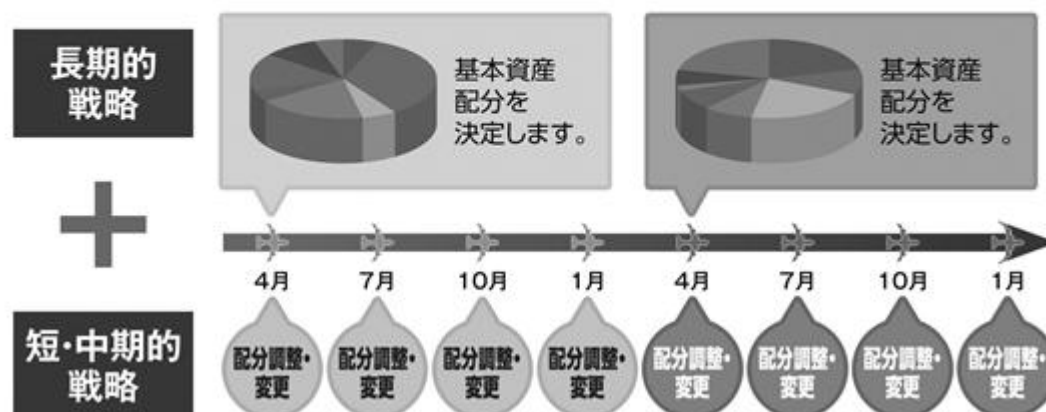 長期的
戦略
基本資産
配分を
決定します。
基本資産
配分を
決定します。
4月
7月
10月
1月
4月
7月
10月
1月
短・中期的
戦略
配分調整・
変更
配分調整・
変更
配分調整・
変更
配分調整・
変更
配分調整・
変更
配分調整・
変更
配分調整・
変更
配分調整・
変更